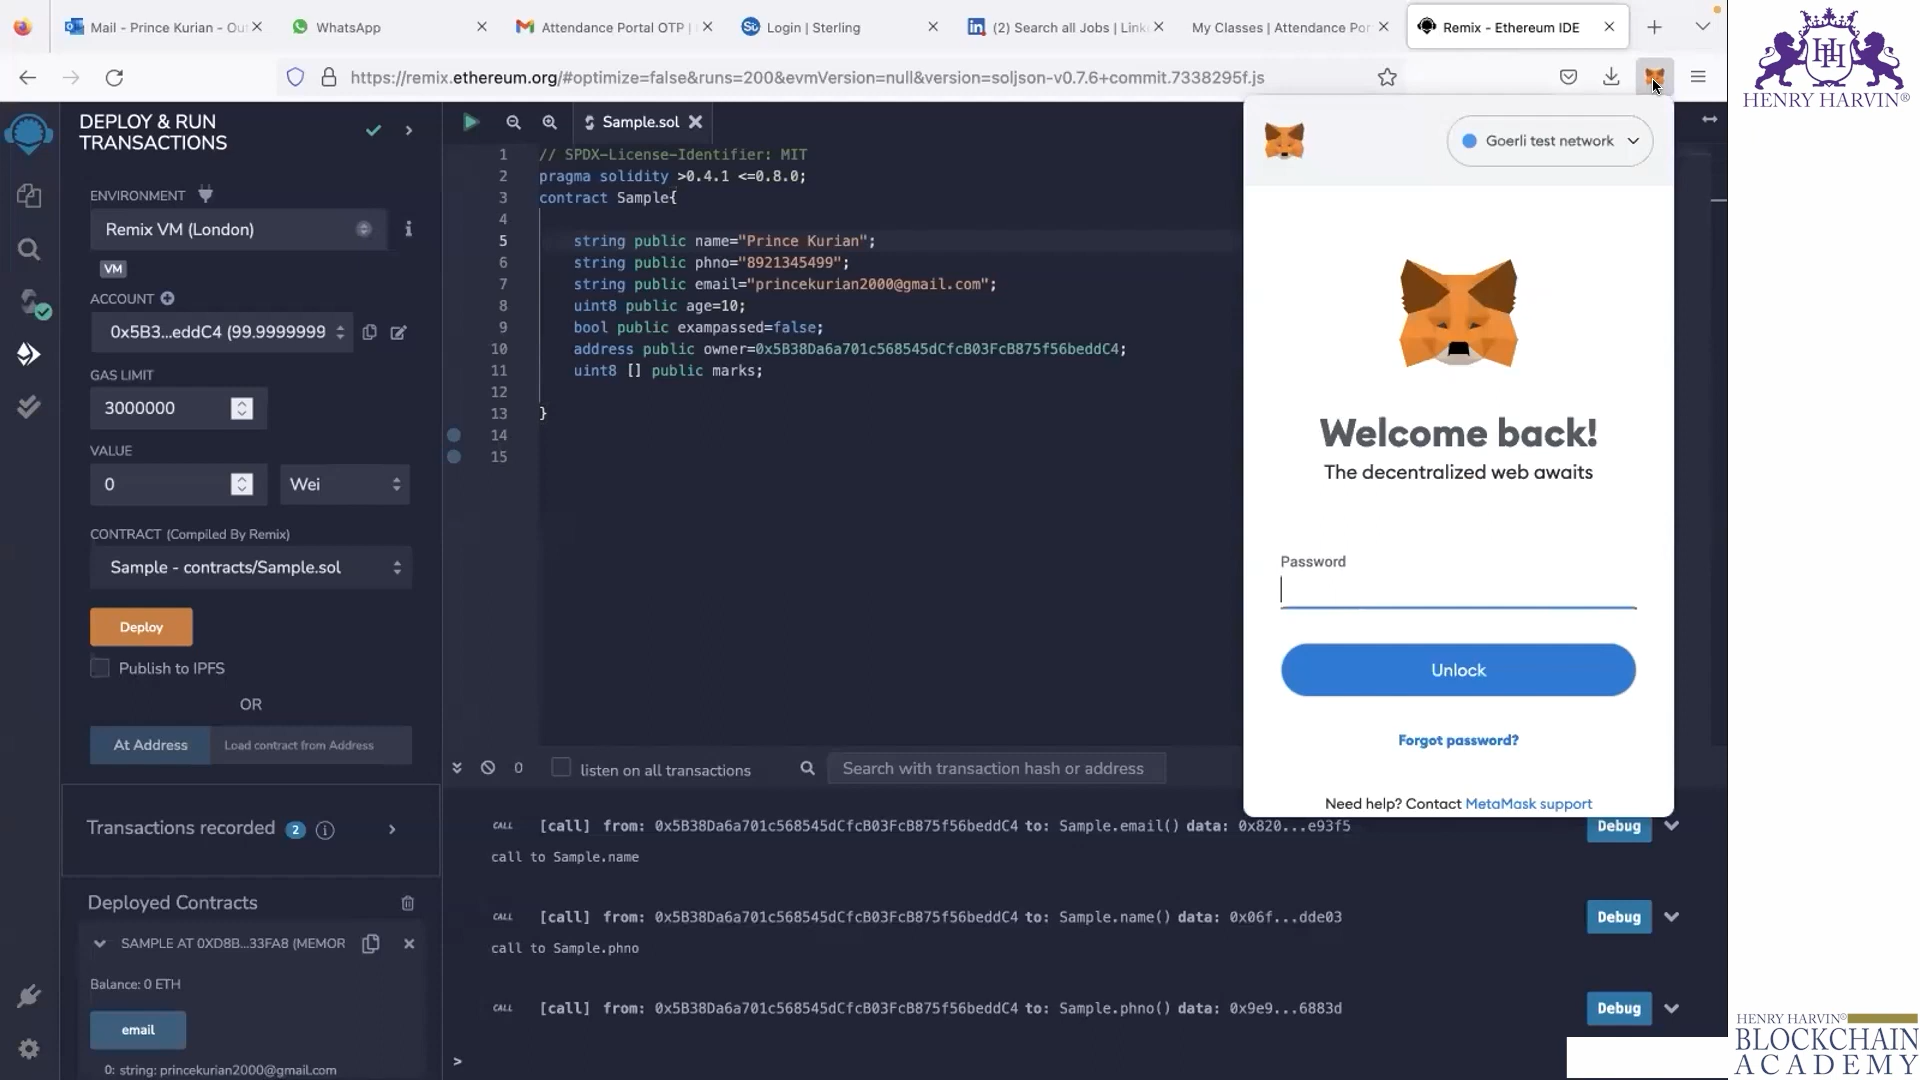 Mail - Prince Kurian - Ou
WhatsApp
Attendance Portal OTP |
Login | Sterling
(2) Search all Jobs | Link
My Classes | Attendance Por
Remix - Ethereum IDE
https://remix.ethereum.org/#optimize=false&runs=200&evmVersion=null&version=soljson-v0.7.6+commit.7338295f.js
HENRY HARVIN®
DEPLOY & RUN
TRANSACTIONS
ENVIRONMENT
Remix VM (London)
VM
ACCOUNT
0x5B3...eddC4 (99.9999999
GAS LIMIT
3000000
VALUE
0
Wei
CONTRACT (Compiled By Remix)
Sample - contracts/Sample.sol
Deploy
Publish to IPFS
OR
At Address
Load contract from Address
Transactions recorded 2
Deployed Contracts
SAMPLE AT 0XD8B...33FA8 (MEMOR
Balance: 0 ETH
email
0: string: princekurian2000@gmail.com
Sample.sol
1 // SPDX-License-Identifier: MIT
2 pragma solidity >0.4.1 <=0.8.0;
3 contract Sample{
4
5 string public name="Prince Kurian";
6 string public phno="8921345499";
7 string public email="princekurian2000@gmail.com";
8 uint8 public age=10;
9 bool public exampassed=false;
10 address public owner=0x5B38Da6a701c568545dCfcB03FcB875f56beddC4;
11 uint8 [] public marks;
12
13 }
14
15
0
listen on all transactions
Search with transaction hash or address
CALL [call] from: 0x5B38Da6a701c568545dCfcB03FcB875f56beddC4 to: Sample.email() data: 0x820...e93f5
Debug
call to Sample.name
CALL [call] from: 0x5B38Da6a701c568545dCfcB03FcB875f56beddC4 to: Sample.name() data: 0x06f...dde03
Debug
call to Sample.phno
CALL [call] from: 0x5B38Da6a701c568545dCfcB03FcB875f56beddC4 to: Sample.phno() data: 0x9e9...6883d
Debug
>
Goerli test network
Welcome back!
The decentralized web awaits
Password
Unlock
Forgot password?
Need help? Contact MetaMask support
HENRY HARVIN®
BLOCKCHAIN
ACADEMY